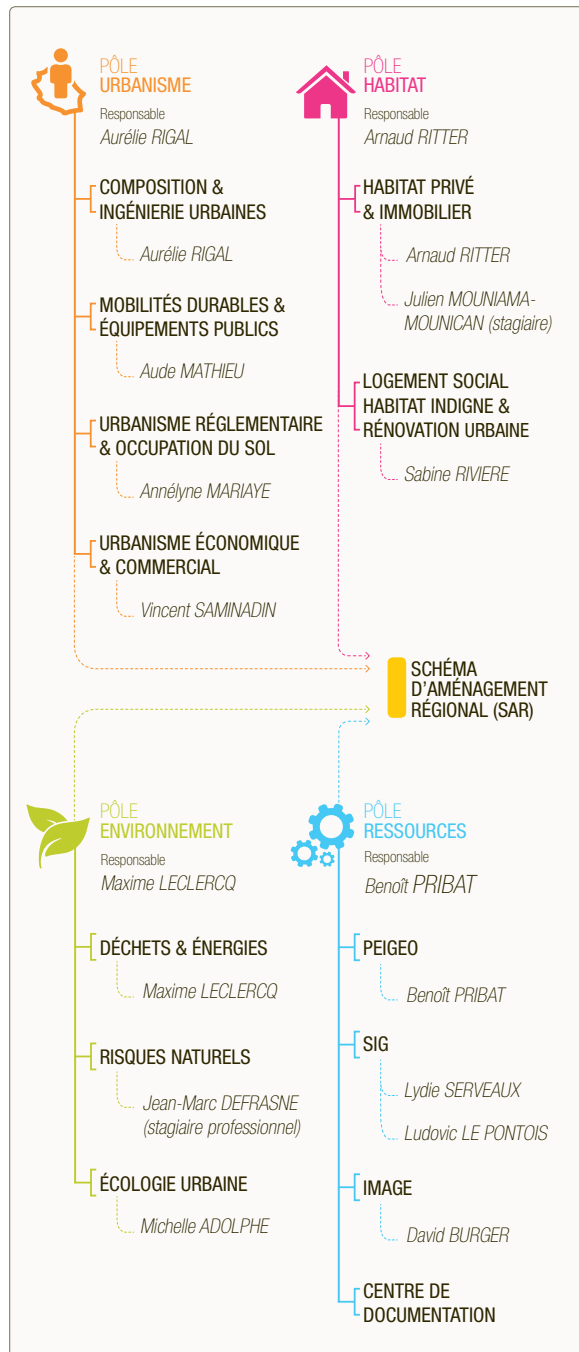 PÔLE
URBANISME
Responsable
Aurélie RIGAL
COMPOSITION &
INGÉNIERIE URBAINES
Aurélie RIGAL
MOBILITÉS DURABLES &
ÉQUIPEMENTS PUBLICS
Aude MATHIEU
URBANISME RÉGLEMENTAIRE
& OCCUPATION DU SOL
Annélyne MARIAYE
URBANISME ÉCONOMIQUE
& COMMERCIAL
Vincent SAMINADIN
PÔLE
HABITAT
Responsable
Arnaud RITTER
HABITAT PRIVÉ
& IMMOBILIER
Arnaud RITTER
Julien MOUNIAMA-
MOUNICAN (stagiaire)
LOGEMENT SOCIAL
HABITAT INDIGNE &
RÉNOVATION URBAINE
Sabine RIVIERE
SCHÉMA
D'AMÉNAGEMENT
RÉGIONAL (SAR)
PÔLE
ENVIRONNEMENT
Responsable
Maxime LECLERCQ
DÉCHETS & ÉNERGIES
Maxime LECLERCQ
RISQUES NATURELS
Jean-Marc DEFRASNE
(stagiaire professionnel)
ÉCOLOGIE URBAINE
Michelle ADOLPHE
PÔLE
RESSOURCES
Responsable
Benoît PRIBAT
PEIGEO
Benoît PRIBAT
SIG
Lydie SERVEAUX
Ludovic LE PONTOIS
IMAGE
David BURGER
CENTRE DE
DOCUMENTATION